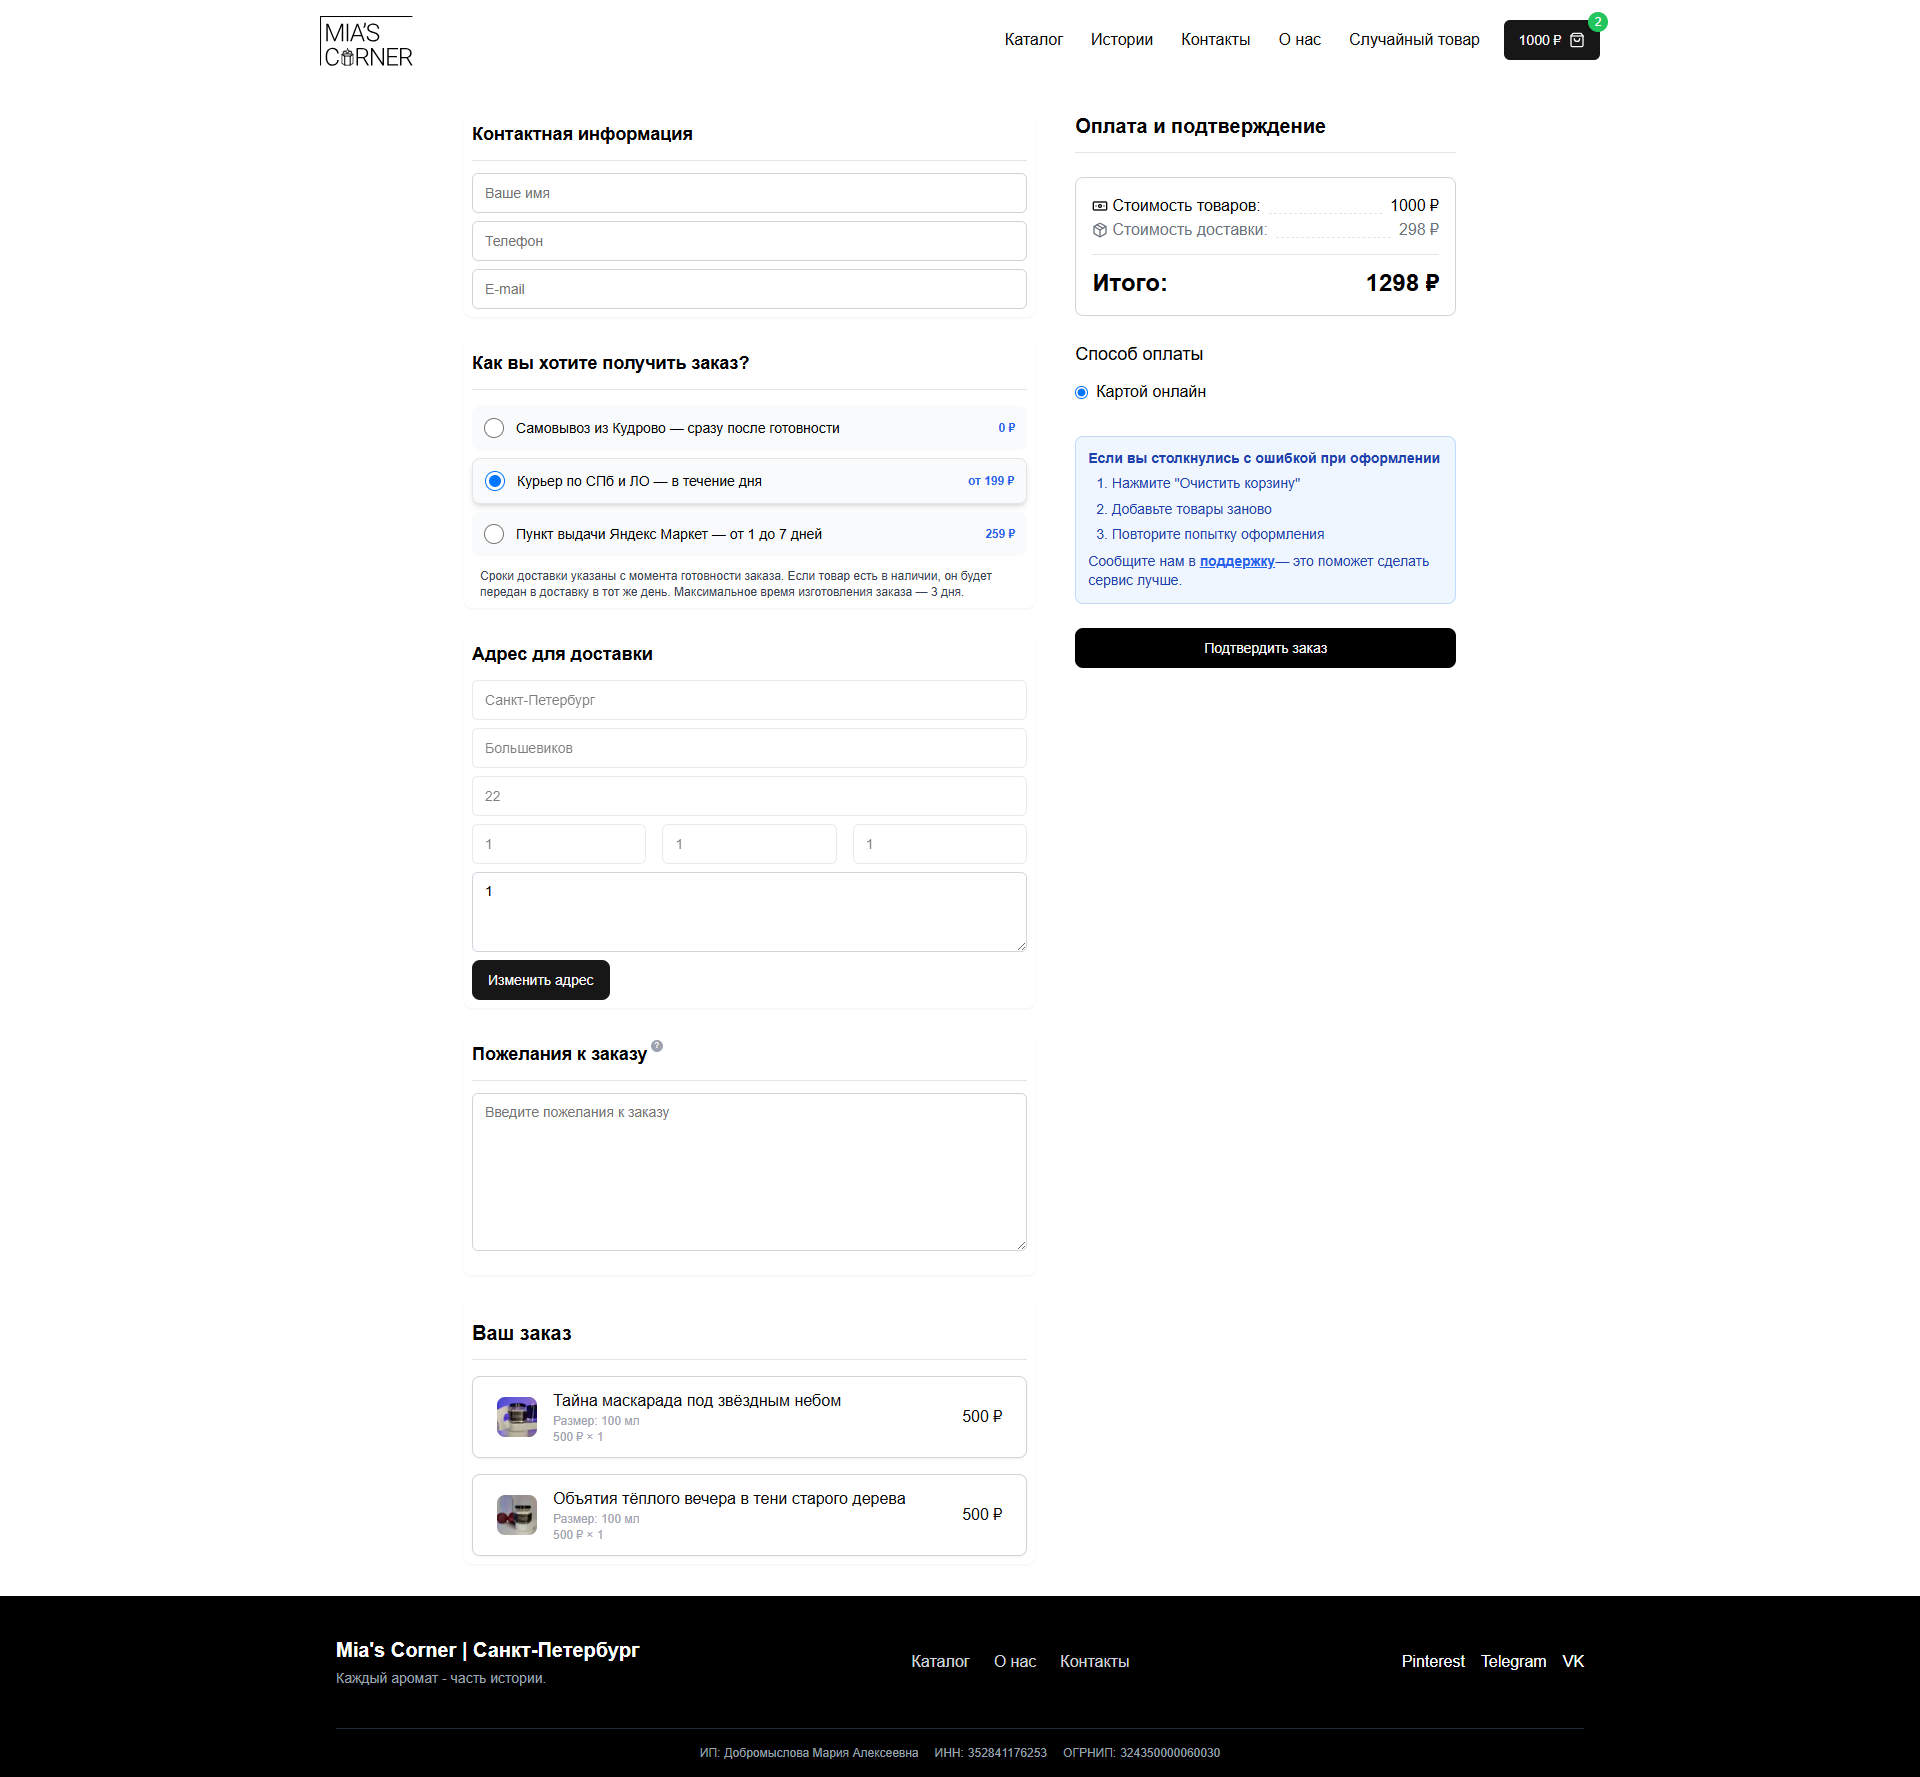 MIA'S
CORNER
Каталог
Истории
Контакты
О нас
Случайный товар
1000 ₽
2
Контактная информация
Ваше имя
Телефон
E-mail
Как вы хотите получить заказ?
Самовывоз из Кудрово — сразу после готовности
0 ₽
Курьер по СПб и ЛО — в течение дня
от 199 ₽
Пункт выдачи Яндекс Маркет — от 1 до 7 дней
259 ₽
Сроки доставки указаны с момента готовности заказа. Если товар есть в наличии, он будет
передан в доставку в тот же день. Максимальное время изготовления заказа — 3 дня.
Адрес для доставки
Санкт-Петербург
Большевиков
22
1
1
1
1
Изменить адрес
Пожелания к заказу ?
Введите пожелания к заказу
Ваш заказ
Тайна маскарада под звёздным небом
Размер: 100 мл
500 ₽ × 1
500 ₽
Объятия тёплого вечера в тени старого дерева
Размер: 100 мл
500 ₽ × 1
500 ₽
Оплата и подтверждение
Стоимость товаров: 1000 ₽
Стоимость доставки: 298 ₽
Итого: 1298 ₽
Способ оплаты
Картой онлайн
Если вы столкнулись с ошибкой при оформлении
1. Нажмите "Очистить корзину"
2. Добавьте товары заново
3. Повторите попытку оформления
Сообщите нам в поддержку— это поможет сделать
сервис лучше.
Подтвердить заказ
Mia's Corner | Санкт-Петербург
Каждый аромат - часть истории.
Каталог
О нас
Контакты
Pinterest
Telegram
VK
ИП: Добромыслова Мария Алексеевна ИНН: 352841176253 ОГРНИП: 324350000060030